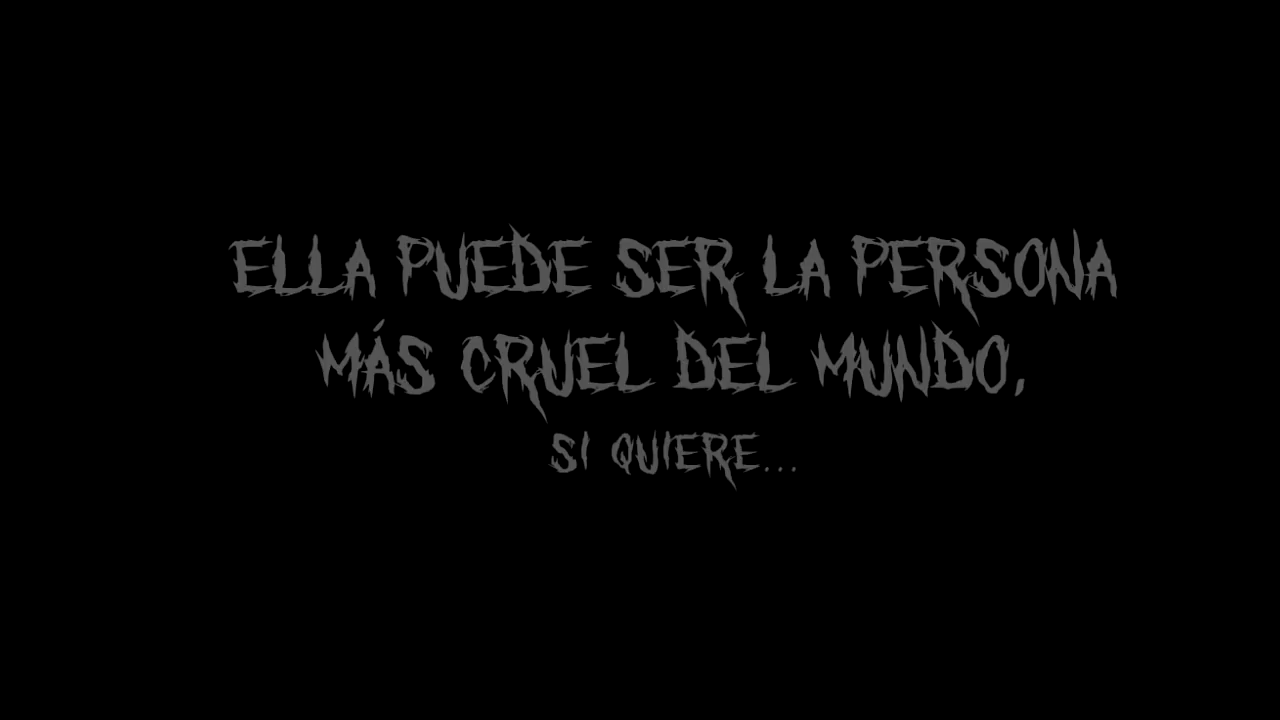 ELLA PUEDE SER LA PERSONA
MÁS CRUEL DEL MUNDO,
SI QUIERE...